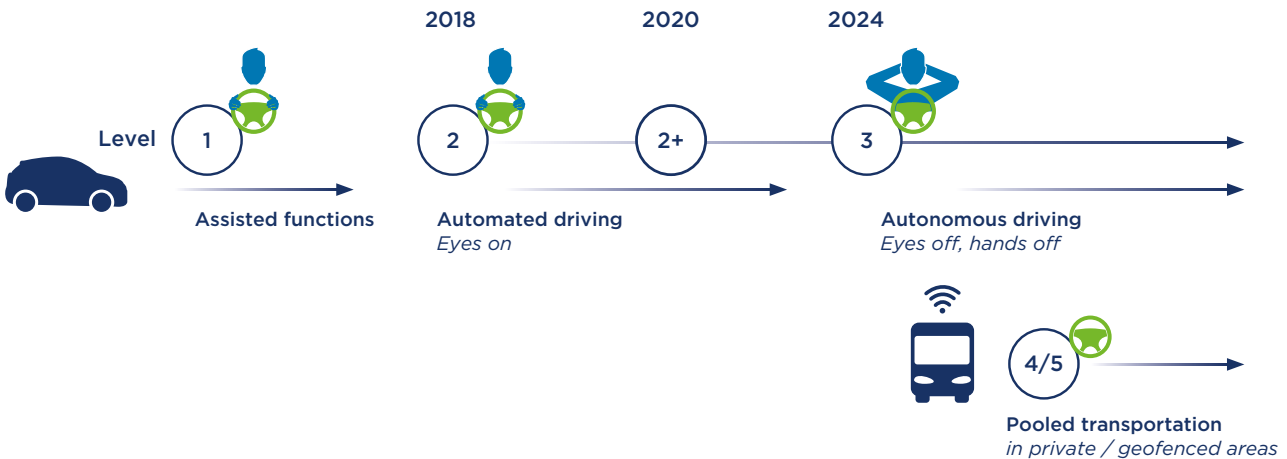 2018
2020
2024
Level
1
2
2+
3
Assisted functions
Automated driving
Eyes on
Autonomous driving
Eyes off, hands off
4/5
Pooled transportation
in private / geofenced areas